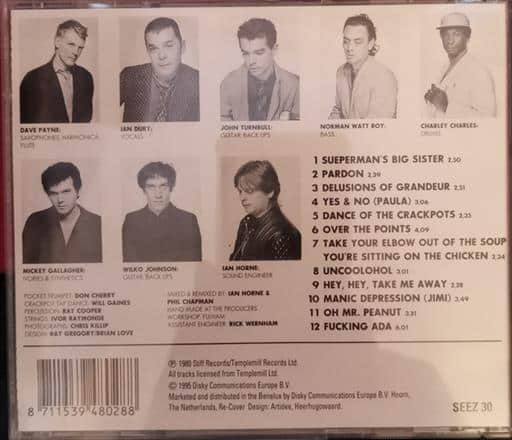 DAVE PAYNE:
SAXOPHONES, HARMONICA,
FLUTE
IAN DURY:
VOCALS
JOHN TURNBULL:
GUITAR BACK UPS
NORMAN WATT ROY:
BASS
CHARLEY CHARLES:
DRUMS
MICKEY GALLAGHER:
IVORIES & SYNTHETICS
WILKO JOHNSON:
GUITAR BACK UPS
IAN HORNE:
SOUND ENGINEER
1 SUEPERMAN'S BIG SISTER 2,50
2 PARDON 2,39
3 DELUSIONS OF GRANDEUR 2,51
4 YES & NO (PAULA) 3,06
5 DANCE OF THE CRACKPOTS 2,35
6 OVER THE POINTS 4,09
7 TAKE YOUR ELBOW OUT OF THE SOUP
YOU'RE SITTING ON THE CHICKEN 2,24
8 UNCOOLOHOL 3,01
9 HEY, HEY, TAKE ME AWAY 2,28
10 MANIC DEPRESSION (JIMI) 3,49
11 OH MR. PEANUT 3,31
12 FUCKING ADA 6,01
POCKET TRUMPET: DON CHERRY
CRACKPOT TAP DANCE: WILL GAINES
PERCUSSION: RAY COOPER
STRINGS: IVOR RAYMONDE
PHOTOGRAPHS: CHRIS KILLIP
DESIGN: RAY GREGORY/BRIAN LOVE
MIXED & REMIXED BY: IAN HORNE &
PHIL CHAPMAN
HAND MADE AT THE PRODUCERS
WORKSHOP, FULHAM
ASSISTANT ENGINEER: RICK WERNHAM
℗ 1980 Stiff Records/Templemill Records Ltd.
All tracks licensed from Templemill Ltd.
© 1995 Disky Communications Europe B.V.
Marketed and distributed in the Benelux by Disky Communications Europe B.V. Hoorn,
The Netherlands, Re-Cover Design: Artidee, Heerhugowaard.
8 711539 480288
SEEZ 30